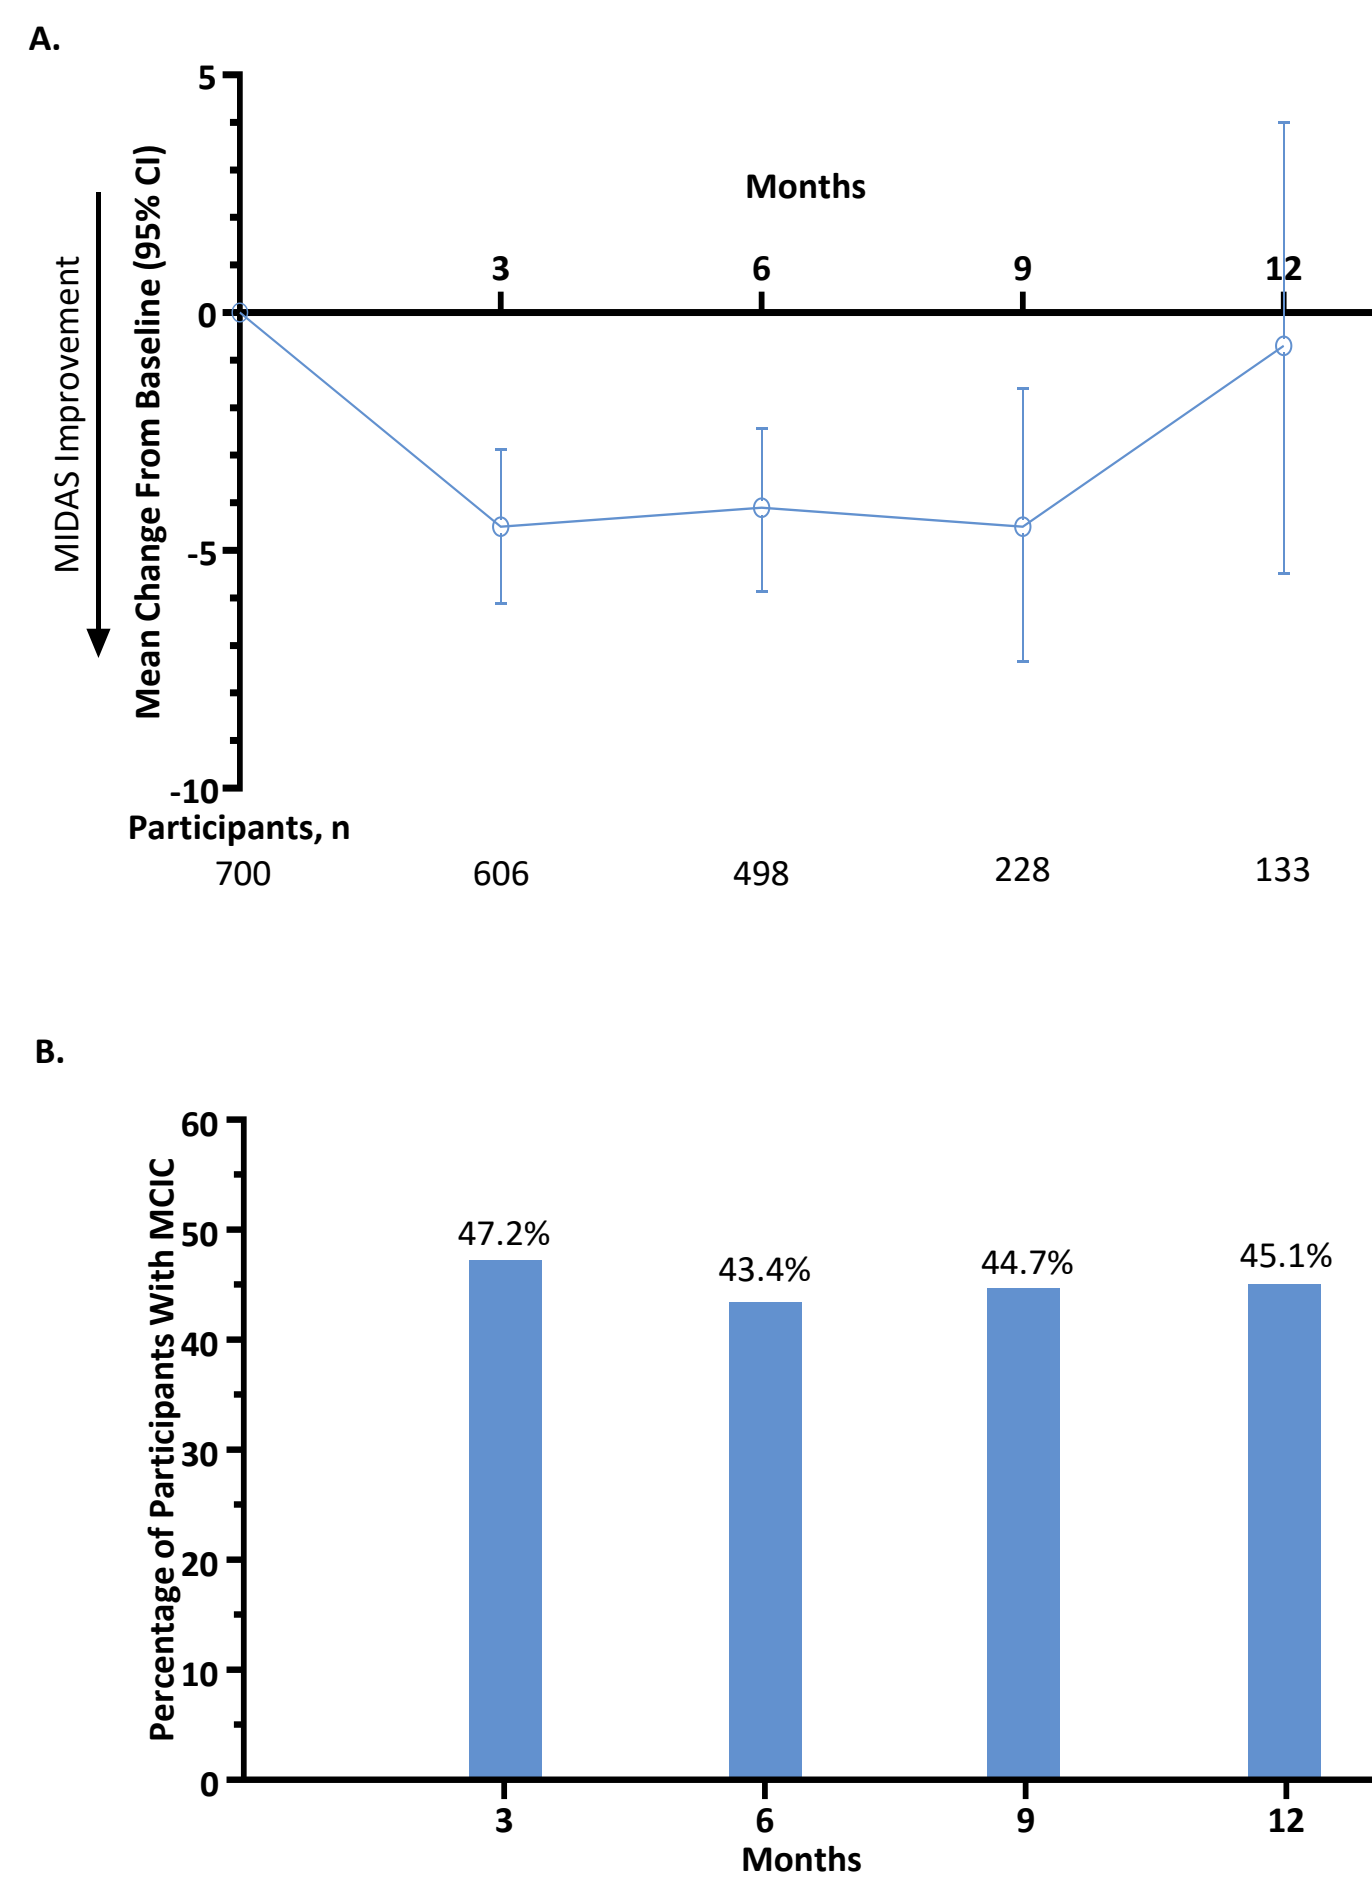 A.
5
0
-5
-10
Mean Change From Baseline (95% CI)
MIDAS Improvement
Months
3 6 9 12
Participants, n
700 606 498 228 133
B.
60
50
40
30
20
10
0
Percentage of Participants With MCIC
47.2% 43.4% 44.7% 45.1%
3 6 9 12
Months